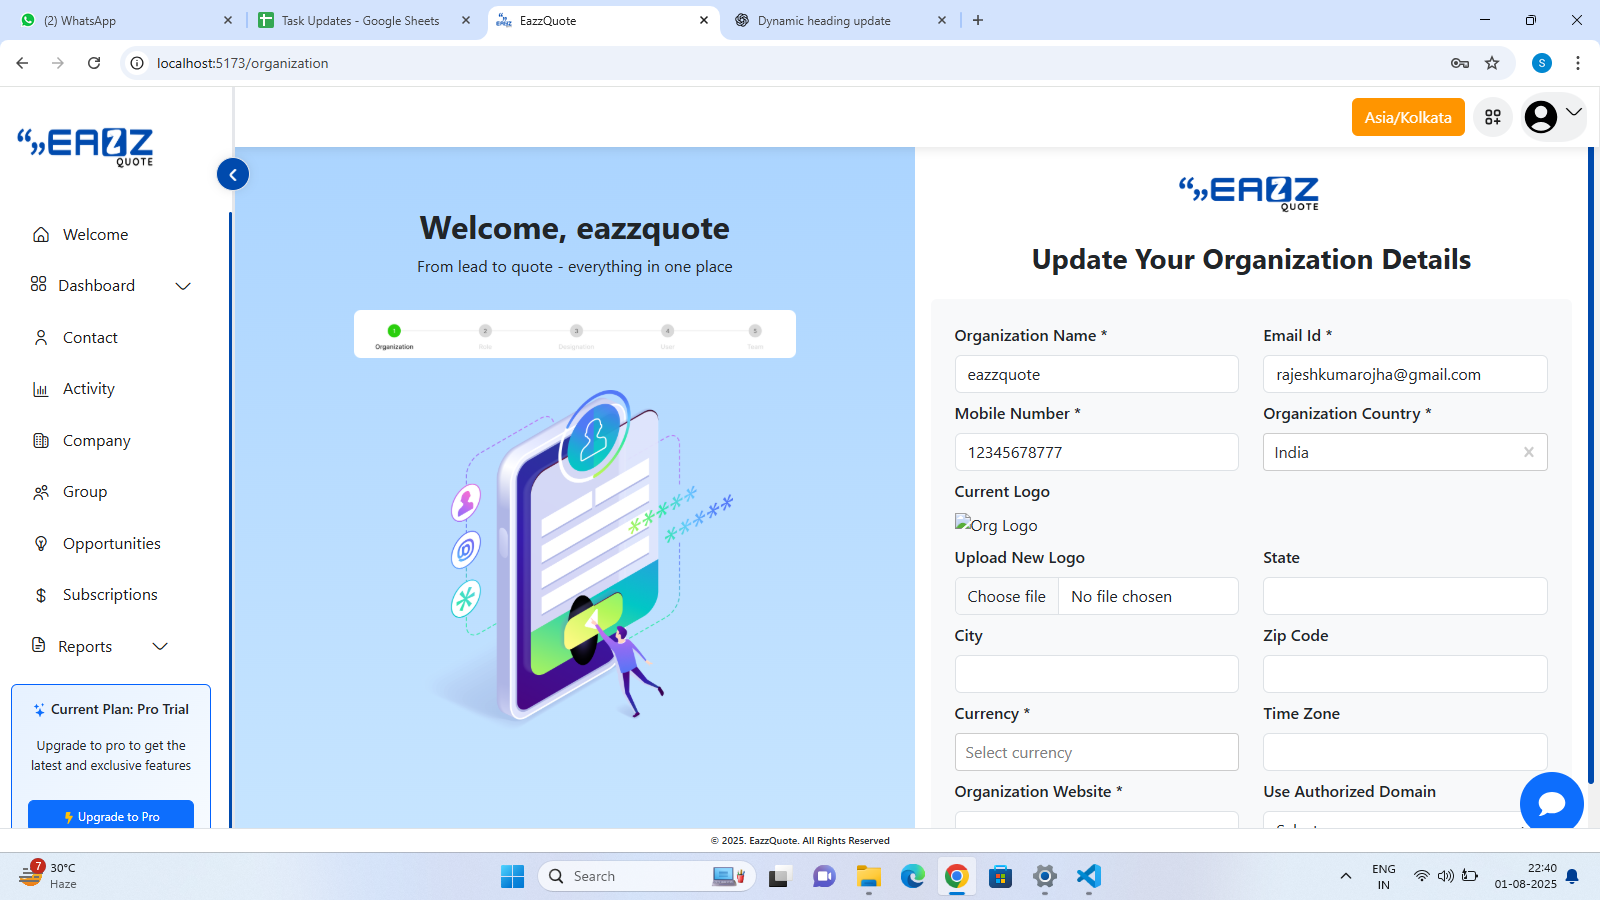 (2) WhatsApp
Task Updates - Google Sheets
EazzQuote
Dynamic heading update
localhost:5173/organization
S
EAZZ
QUOTE
Asia/Kolkata
Welcome
Dashboard
Contact
Activity
Company
Group
Opportunities
Subscriptions
Reports
Current Plan: Pro Trial
Upgrade to pro to get the
latest and exclusive features
Upgrade to Pro
Welcome, eazzquote
From lead to quote - everything in one place
1 2 3 4 5
Organization Role Designation User Team
EAZZ
QUOTE
Update Your Organization Details
Organization Name * Email Id *
eazzquote rajeshkumarojha@gmail.com
Mobile Number * Organization Country *
12345678777 India
Current Logo
Org Logo
Upload New Logo State
Choose file No file chosen
City Zip Code
Currency * Time Zone
Select currency
Organization Website * Use Authorized Domain
© 2025. EazzQuote. All Rights Reserved
7
30°C
Haze
Search
ENG
IN
22:40
01-08-2025